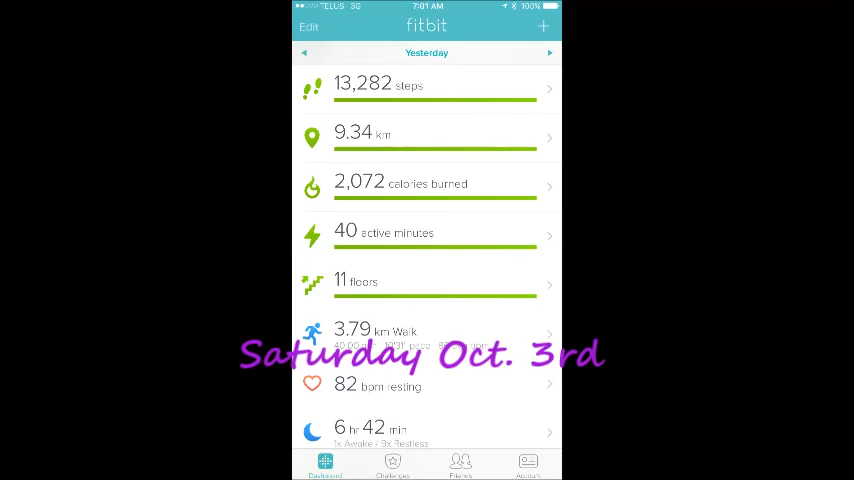 TELUS 3G 7:01 AM 100%
Edit fitbit +
Yesterday
13,282 steps
9.34 km
2,072 calories burned
40 active minutes
11 floors
3.79 km Walk
Saturday Oct. 3rd
82 bpm resting
6 hr 42 min
1x Awake / 9x Restless
Dashboard Challenges Friends Account